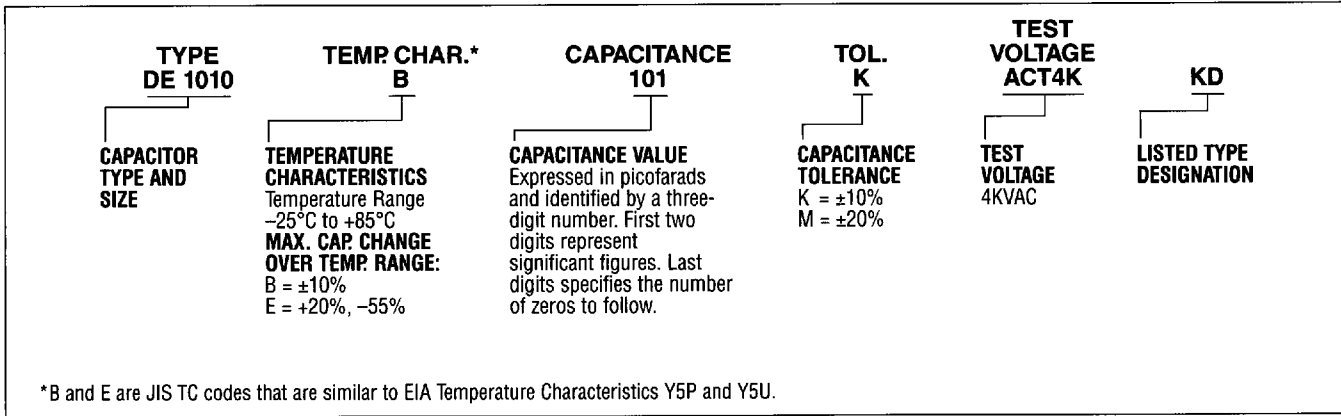 TYPE
DE 1010
CAPACITOR
TYPE AND
SIZE
TEMP. CHAR.*
B
TEMPERATURE
CHARACTERISTICS
Temperature Range
–25°C to +85°C
MAX. CAP. CHANGE
OVER TEMP. RANGE:
B = ±10%
E = +20%, –55%
CAPACITANCE
101
CAPACITANCE VALUE
Expressed in picofarads
and identified by a three-
digit number. First two
digits represent
significant figures. Last
digits specifies the number
of zeros to follow.
TOL.
K
CAPACITANCE
TOLERANCE
K = ±10%
M = ±20%
TEST
VOLTAGE
ACT4K
TEST
VOLTAGE
4KVAC
KD
LISTED TYPE
DESIGNATION
*B and E are JIS TC codes that are similar to EIA Temperature Characteristics Y5P and Y5U.